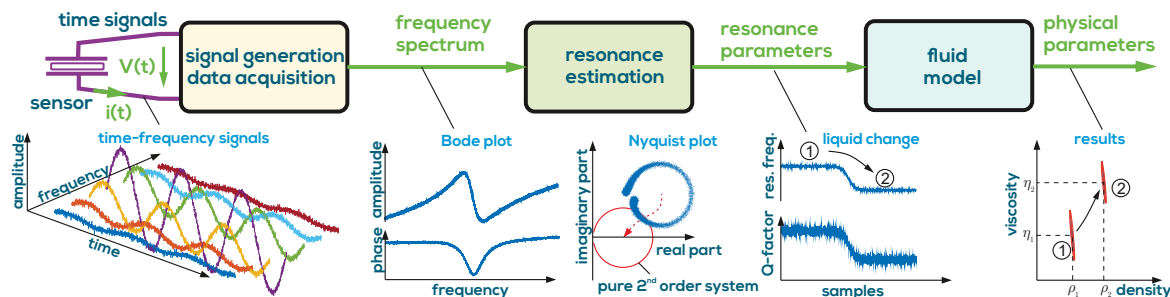 time signals
V(t)
sensor
i(t)
signal generation
data acquisition
frequency
spectrum
resonance
estimation
resonance
parameters
fluid
model
physical
parameters
time-frequency signals
amplitude
frequency
time
Bode plot
amplitude
phase
frequency
Nyquist plot
imaginary part
real part
pure 2nd order system
liquid change
res. freq.
Q-factor
1
2
samples
results
viscosity
η2
η1
1
2
ρ1
ρ2
density